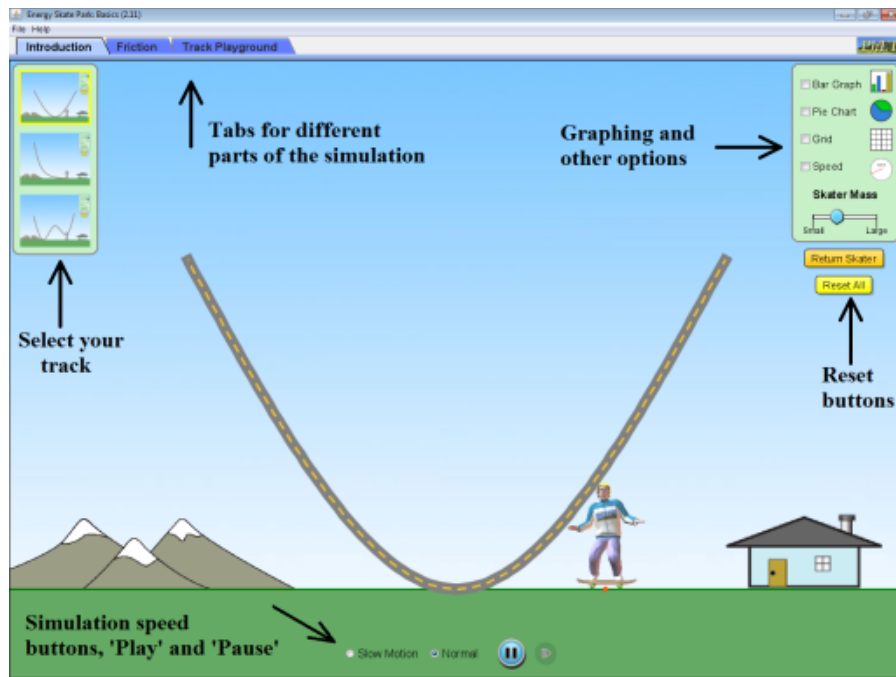 Energy Skate Park: Basics (2.11)
File Help
Introduction Friction Track Playground
Tabs for different
parts of the simulation
Graphing and
other options
Bar Graph
Pie Chart
Grid
Speed
Skater Mass
Small Large
Return Skater
Reset All
Select your
track
Reset
buttons
Simulation speed
buttons, 'Play' and 'Pause'
Slow Motion Normal